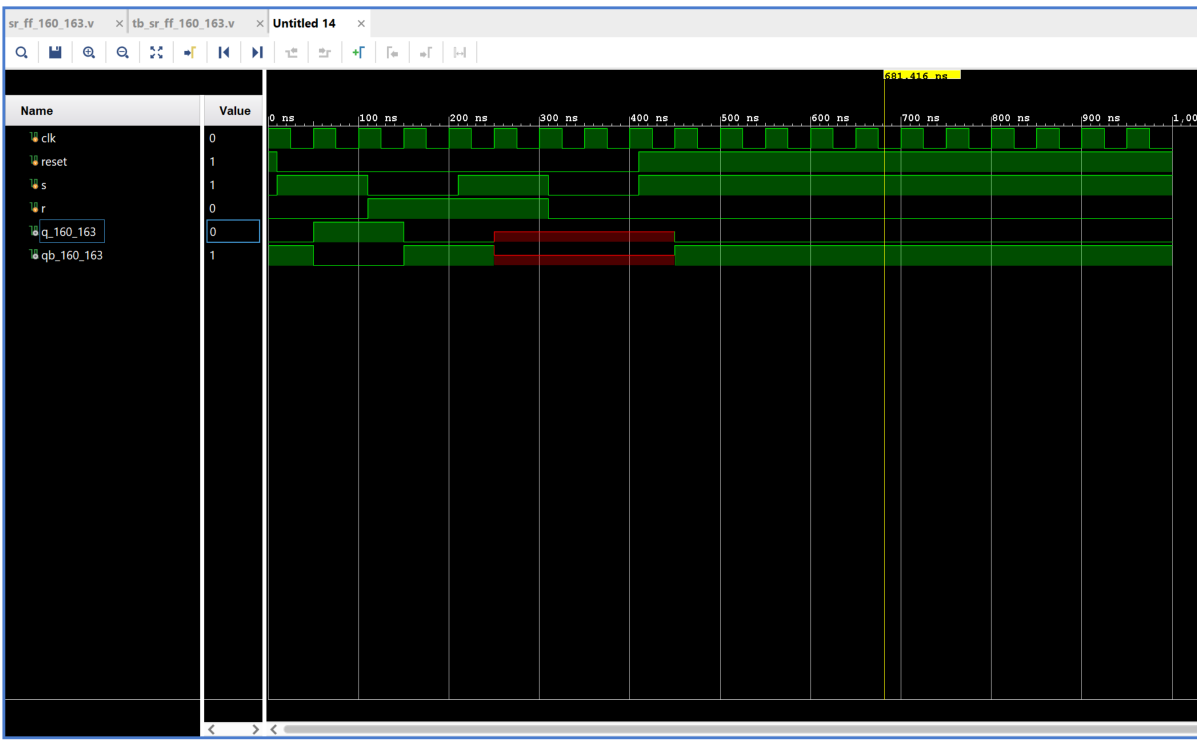 sr_ff_160_163.v × tb_sr_ff_160_163.v × Untitled 14 ×
681.416 ns
Name Value
0 ns 100 ns 200 ns 300 ns 400 ns 500 ns 600 ns 700 ns 800 ns 900 ns 1,00
clk 0
reset 1
s 1
r 0
q_160_163 0
qb_160_163 1